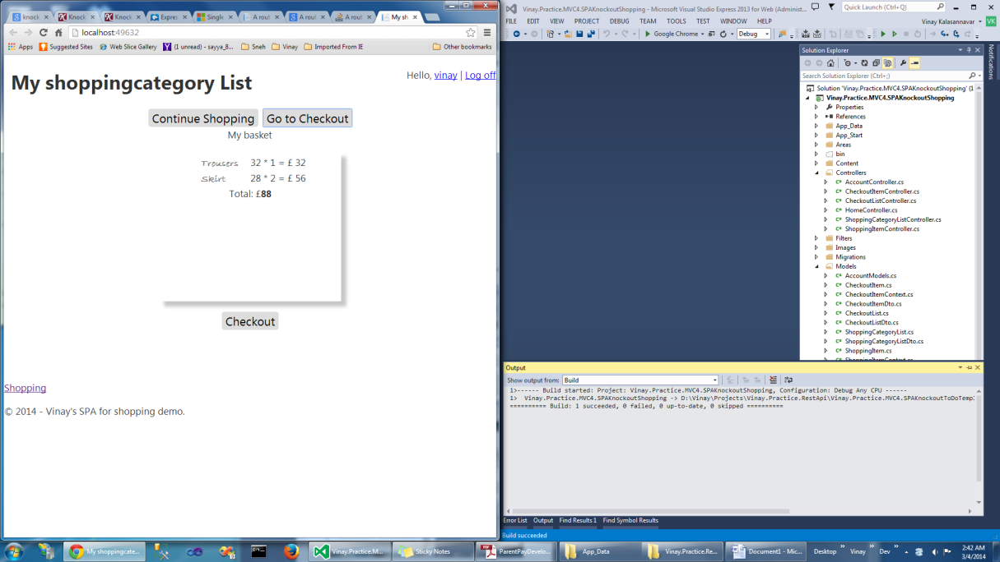 knock
Knock
Knock
Expre
Single
A rout
A rout
A rout
My sh
localhost:49632
Apps
Suggested Sites
Web Slice Gallery
(1 unread) - sayya_8...
Sneh
Vinay
Imported From IE
Other bookmarks
My shoppingcategory List
Hello, vinay | Log off
Continue Shopping
Go to Checkout
My basket
Trousers 32 * 1 = £ 32
Skirt 28 * 2 = £ 56
Total: £88
Checkout
Shopping
© 2014 - Vinay's SPA for shopping demo.
Vinay.Practice.MVC4.SPAKnockoutShopping - Microsoft Visual Studio Express 2013 for Web (Administ...
Quick Launch (Ctrl+Q)
FILE EDIT VIEW PROJECT DEBUG TEAM TOOLS TEST WINDOW HELP
Vinay Kalasannavar
VK
Google Chrome
Debug
Notifications
Solution Explorer
Search Solution Explorer (Ctrl+;)
Solution 'Vinay.Practice.MVC4.SPAKnockoutShopping' (1
Vinay.Practice.MVC4.SPAKnockoutShopping
Properties
References
App_Data
App_Start
Areas
bin
Content
Controllers
AccountController.cs
CheckoutItemController.cs
CheckoutListController.cs
HomeController.cs
ShoppingCategoryListController.cs
ShoppingItemController.cs
Filters
Images
Migrations
Models
AccountModels.cs
CheckoutItem.cs
CheckoutItemContext.cs
CheckoutItemDto.cs
CheckoutList.cs
CheckoutListDto.cs
ShoppingCategoryList.cs
ShoppingCategoryListDto.cs
ShoppingItem.cs
ShoppingItemContext.cs
Output
Show output from: Build
1>------ Build started: Project: Vinay.Practice.MVC4.SPAKnockoutShopping, Configuration: Debug Any CPU ------
1> Vinay.Practice.MVC4.SPAKnockoutShopping -> D:\Vinay\Projects\Vinay.Practice.RestApi\Vinay.Practice.MVC4.SPAKnockoutToDoTemp
========== Build: 1 succeeded, 0 failed, 0 up-to-date, 0 skipped ==========
Error List Output Find Results 1 Find Symbol Results
Build succeeded
My shoppingcate...
Vinay.Practice.M...
Sticky Notes
ParentPayDevelo...
App_Data
Vinay.Practice.Re...
Document1 - Mic...
Desktop
Vinay
Dev
2:42 AM
3/4/2014